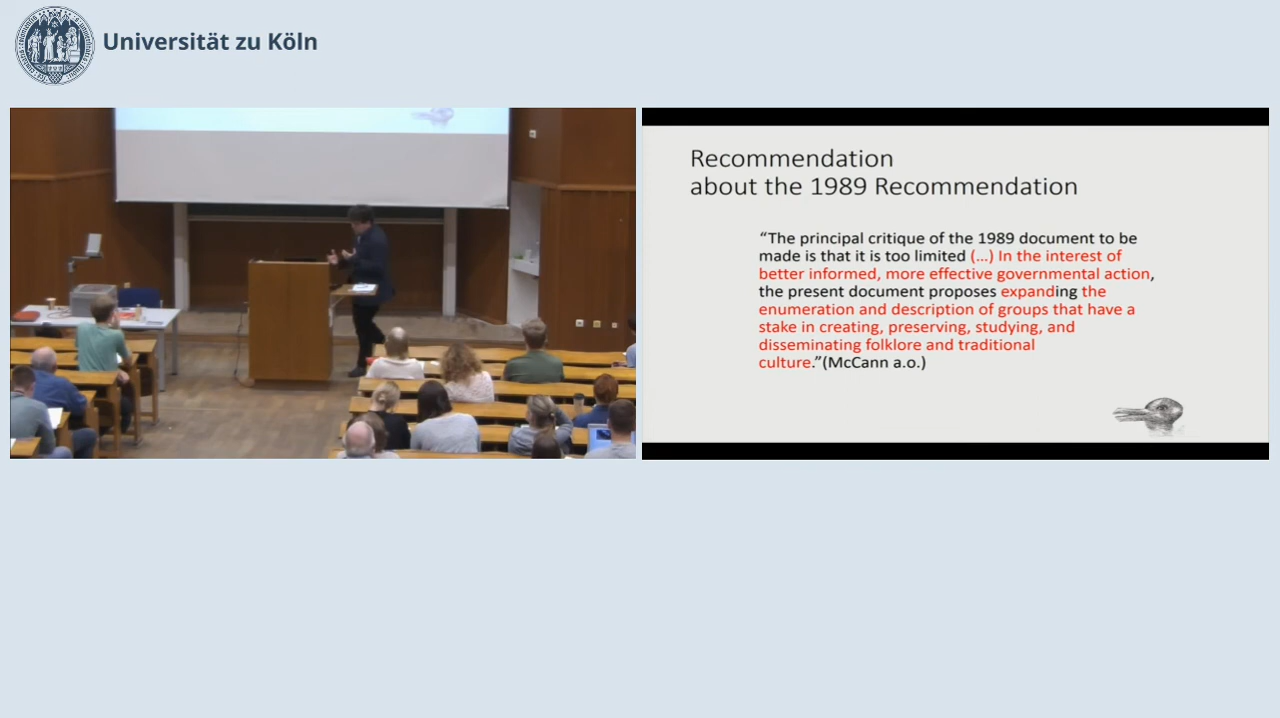 Universität zu Köln
Recommendation
about the 1989 Recommendation
“The principal critique of the 1989 document to be
made is that it is too limited (...) In the interest of
better informed, more effective governmental action,
the present document proposes expanding the
enumeration and description of groups that have a
stake in creating, preserving, studying, and
disseminating folklore and traditional
culture.”(McCann a.o.)